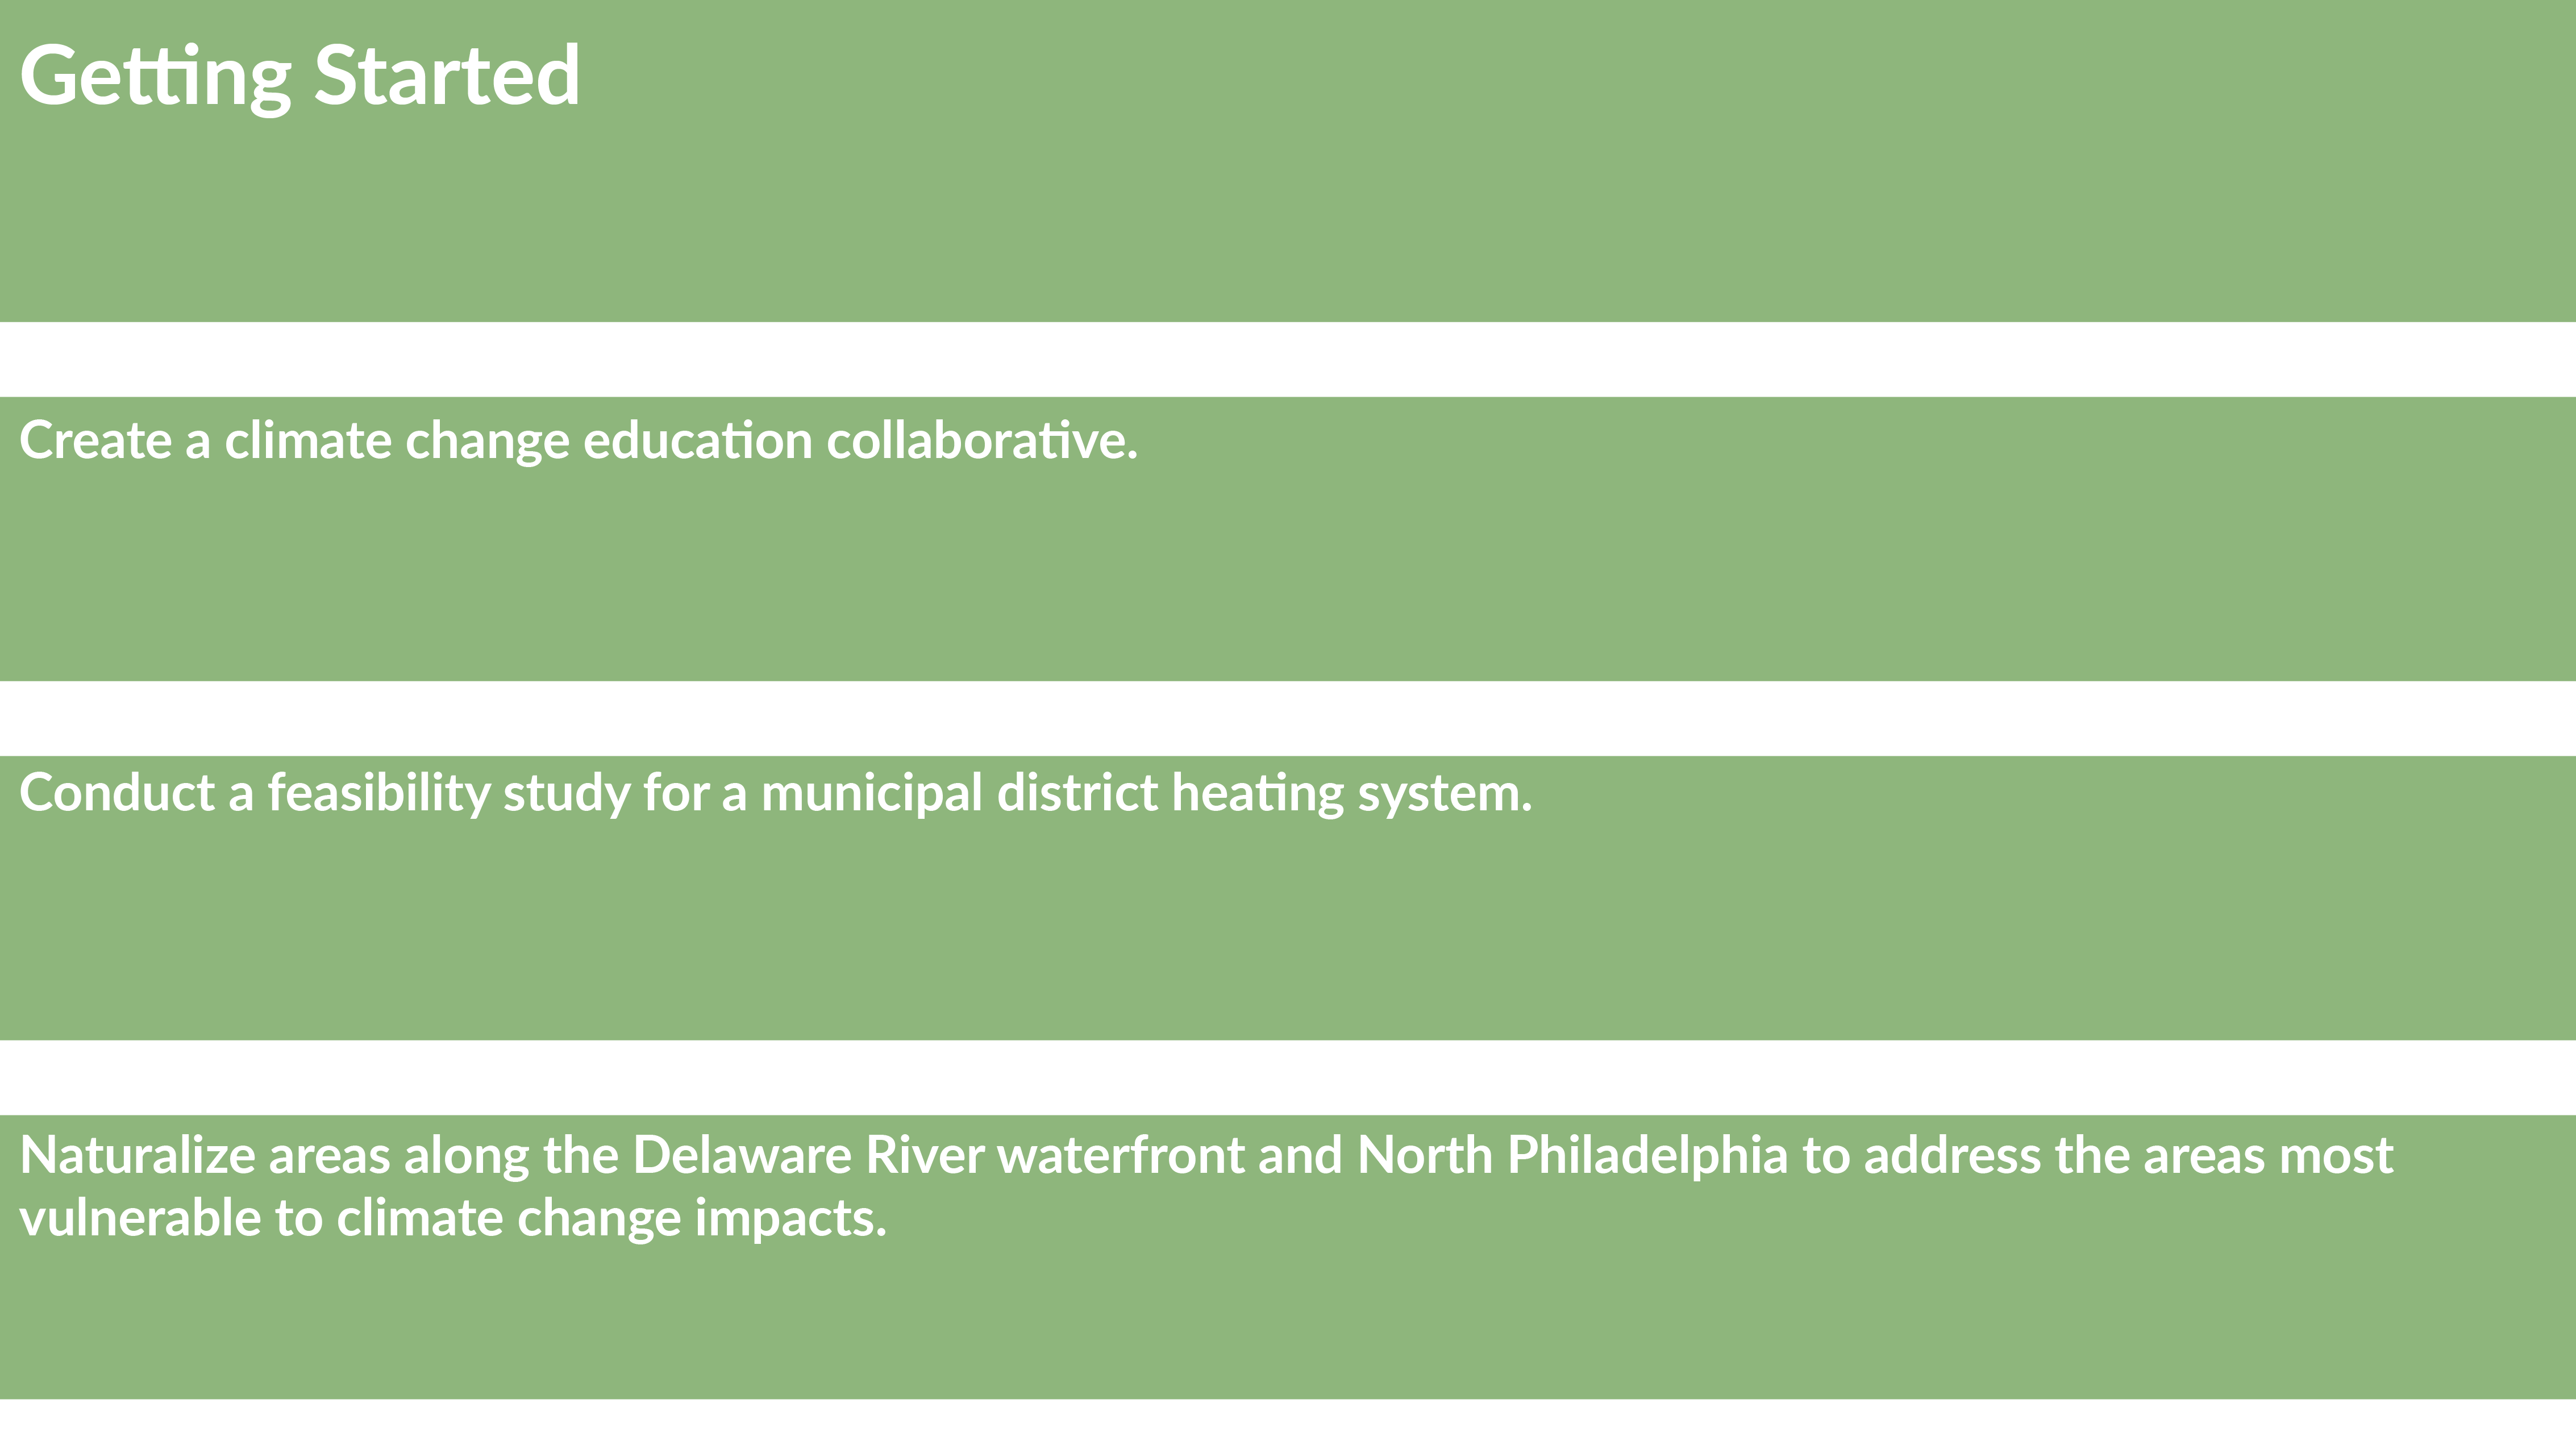 Getting Started
Create a climate change education collaborative.
Conduct a feasibility study for a municipal district heating system.
Naturalize areas along the Delaware River waterfront and North Philadelphia to address the areas most
vulnerable to climate change impacts.